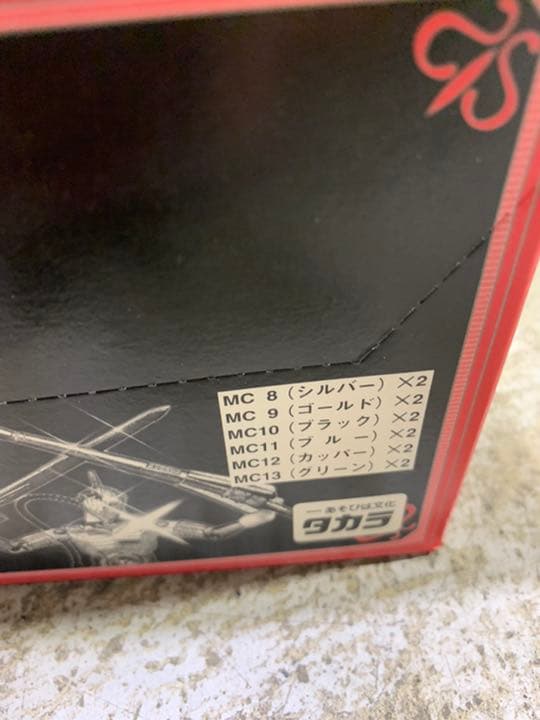 MC 8（シルバー）×2
MC 9（ゴールド）×2
MC10（ブラック）×2
MC11（ブルー）×2
MC12（カッパー）×2
MC13（グリーン）×2
あそびは文化
タカラ